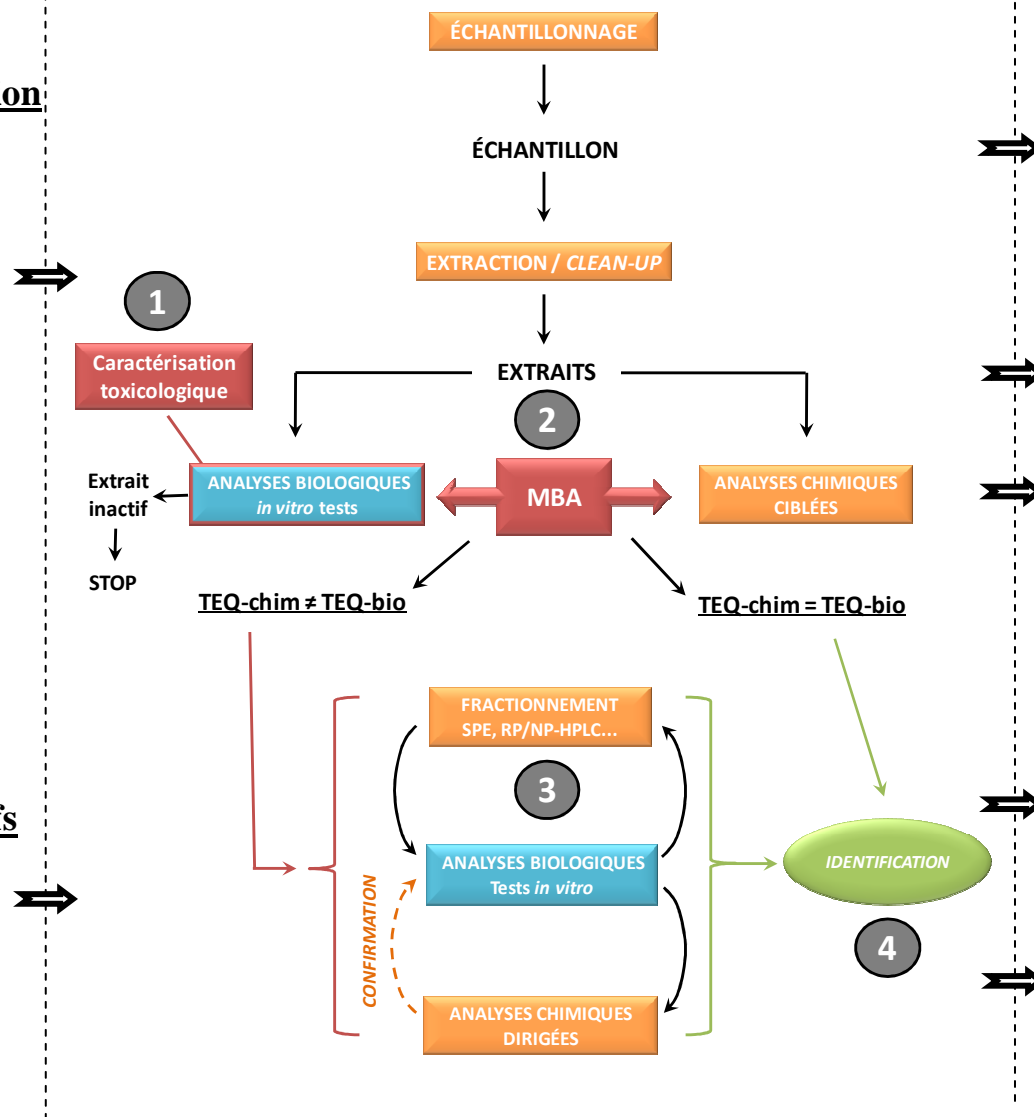 ÉCHANTILLONNAGE
ÉCHANTILLON
EXTRACTION / CLEAN-UP
1
Caractérisation
toxicologique
EXTRAITS
2
ANALYSES BIOLOGIQUES
in vitro tests
MBA
ANALYSES CHIMIQUES
CIBLÉES
Extrait
inactif
STOP
TEQ-chim ≠ TEQ-bio
TEQ-chim = TEQ-bio
FRACTIONNEMENT
SPE, RP/NP-HPLC...
3
ANALYSES BIOLOGIQUES
Tests in vitro
CONFIRMATION
ANALYSES CHIMIQUES
DIRIGÉES
IDENTIFICATION
4